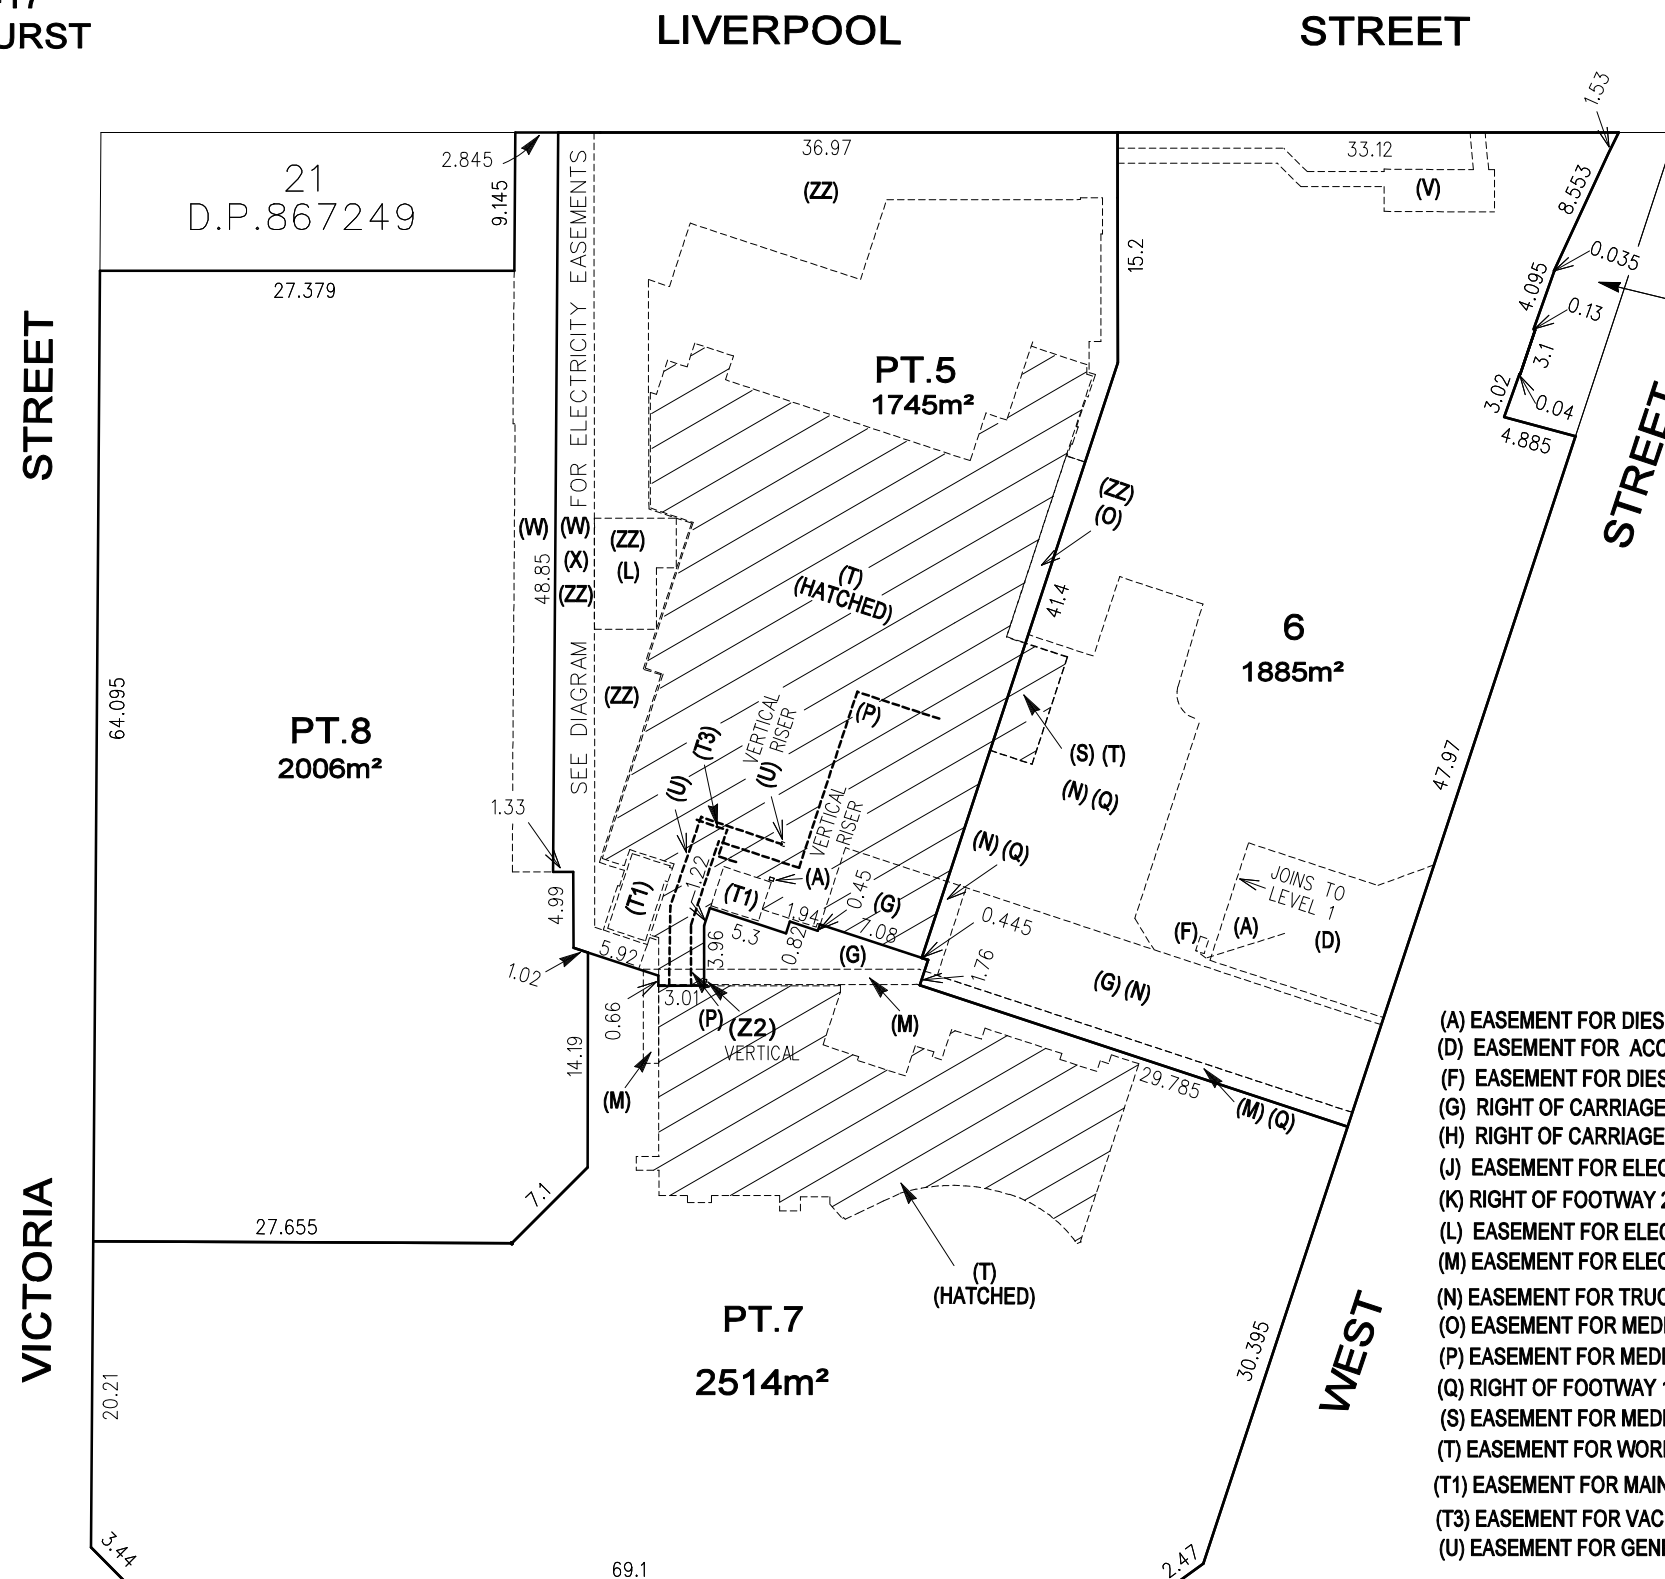 URST
LIVERPOOL
STREET
1.53
2.845
36.97
33.12
21
D.P.867249
9.145
(ZZ)
(V)
8.553
27.379
15.2
0.035
4.095
0.13
3.1
STREET
SEE DIAGRAM FOR ELECTRICITY EASEMENTS
PT.5
1745m²
3.02
0.04
4.885
STREET
(ZZ)
(O)
(W)
(W)
(X)
(ZZ)
48.85
(ZZ)
(L)
(T)
(HATCHED)
41.4
6
1885m²
64.095
(ZZ)
PT.8
2006m²
(T3)
VERTICAL
RISER
(P)
(S) (T)
(N) (Q)
47.97
(U)
(U)
1.33
VERTICAL
RISER
(N) (Q)
1.22
(A)
0.45
JOINS TO
LEVEL 1
(T1)
(T1)
1.94
(G)
4.99
5.3
7.08
0.445
(F)
(A)
(D)
5.92
3.96
0.82
(G)
1.76
1.02
(G) (N)
3.01
0.66
(P)
(Z2)
VERTICAL
(M)
14.19
(M)
29.785
(M) (Q)
7.1
27.655
(T)
(HATCHED)
PT.7
2514m²
VICTORIA
WEST
30.395
20.21
3.44
69.1
2.47
(A) EASEMENT FOR DIES
(D) EASEMENT FOR ACC
(F) EASEMENT FOR DIES
(G) RIGHT OF CARRIAGE
(H) RIGHT OF CARRIAGE
(J) EASEMENT FOR ELEC
(K) RIGHT OF FOOTWAY 2
(L) EASEMENT FOR ELEC
(M) EASEMENT FOR ELEC
(N) EASEMENT FOR TRUC
(O) EASEMENT FOR MEDI
(P) EASEMENT FOR MEDI
(Q) RIGHT OF FOOTWAY 1
(S) EASEMENT FOR MEDI
(T) EASEMENT FOR WORK
(T1) EASEMENT FOR MAIN
(T3) EASEMENT FOR VAC
(U) EASEMENT FOR GENE